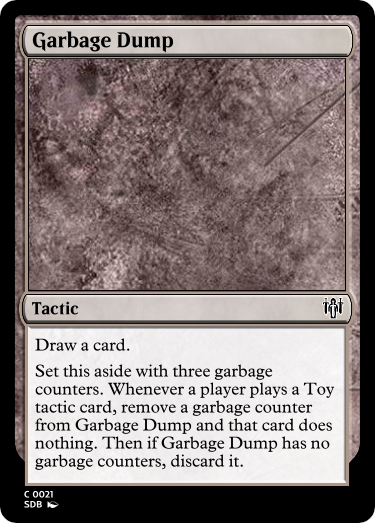 Garbage Dump
Tactic
Draw a card.
Set this aside with three garbage
counters. Whenever a player plays a Toy
tactic card, remove a garbage counter
from Garbage Dump and that card does
nothing. Then if Garbage Dump has no
garbage counters, discard it.
C 0021
SDB